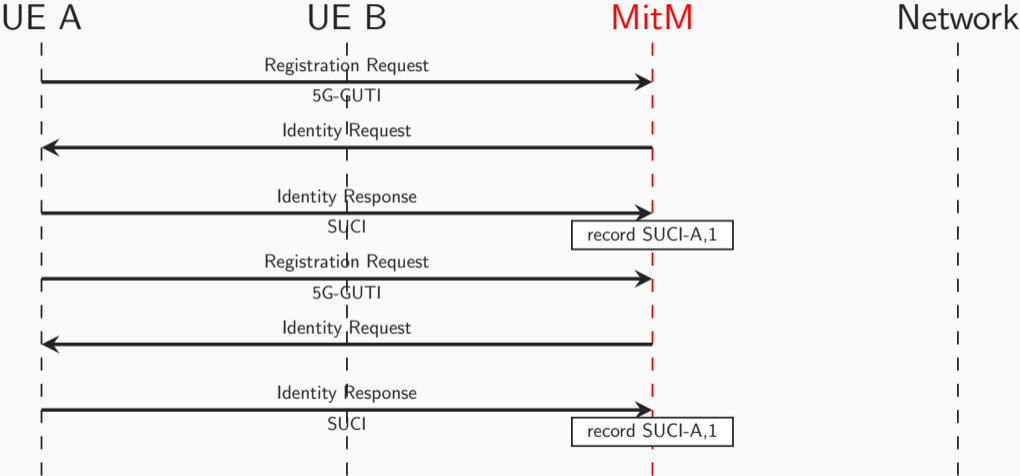 UE A UE B MitM Network
Registration Request
5G-GUTI
Identity Request
Identity Response
SUCI
record SUCI-A,1
Registration Request
5G-GUTI
Identity Request
Identity Response
SUCI
record SUCI-A,1